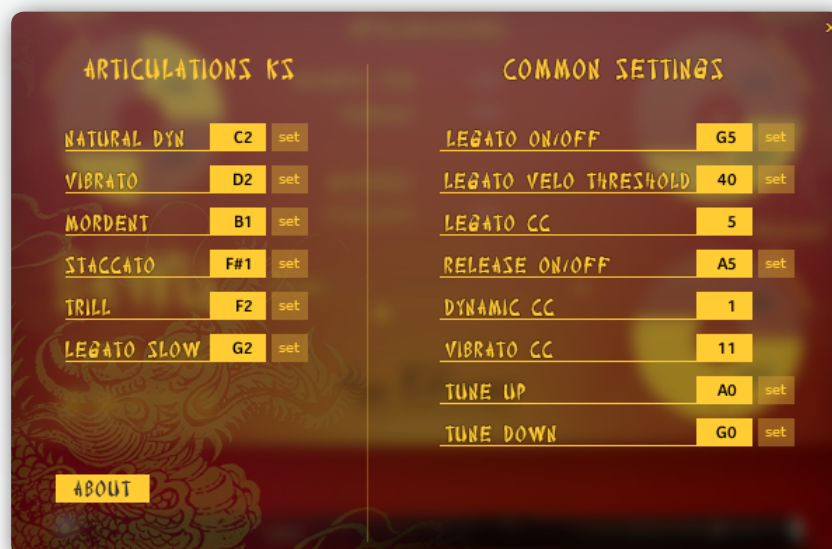 ARTICULATIONS KS
NATURAL DYN C2 set
VIBRATO D2 set
MORDENT B1 set
STACCATO F#1 set
TRILL F2 set
LEGATO SLOW G2 set
ABOUT
COMMON SETTINGS
LEGATO ON/OFF G5 set
LEGATO VELO THRESHOLD 40 set
LEGATO CC 5
RELEASE ON/OFF A5 set
DYNAMIC CC 1
VIBRATO CC 11
TUNE UP A0 set
TUNE DOWN G0 set